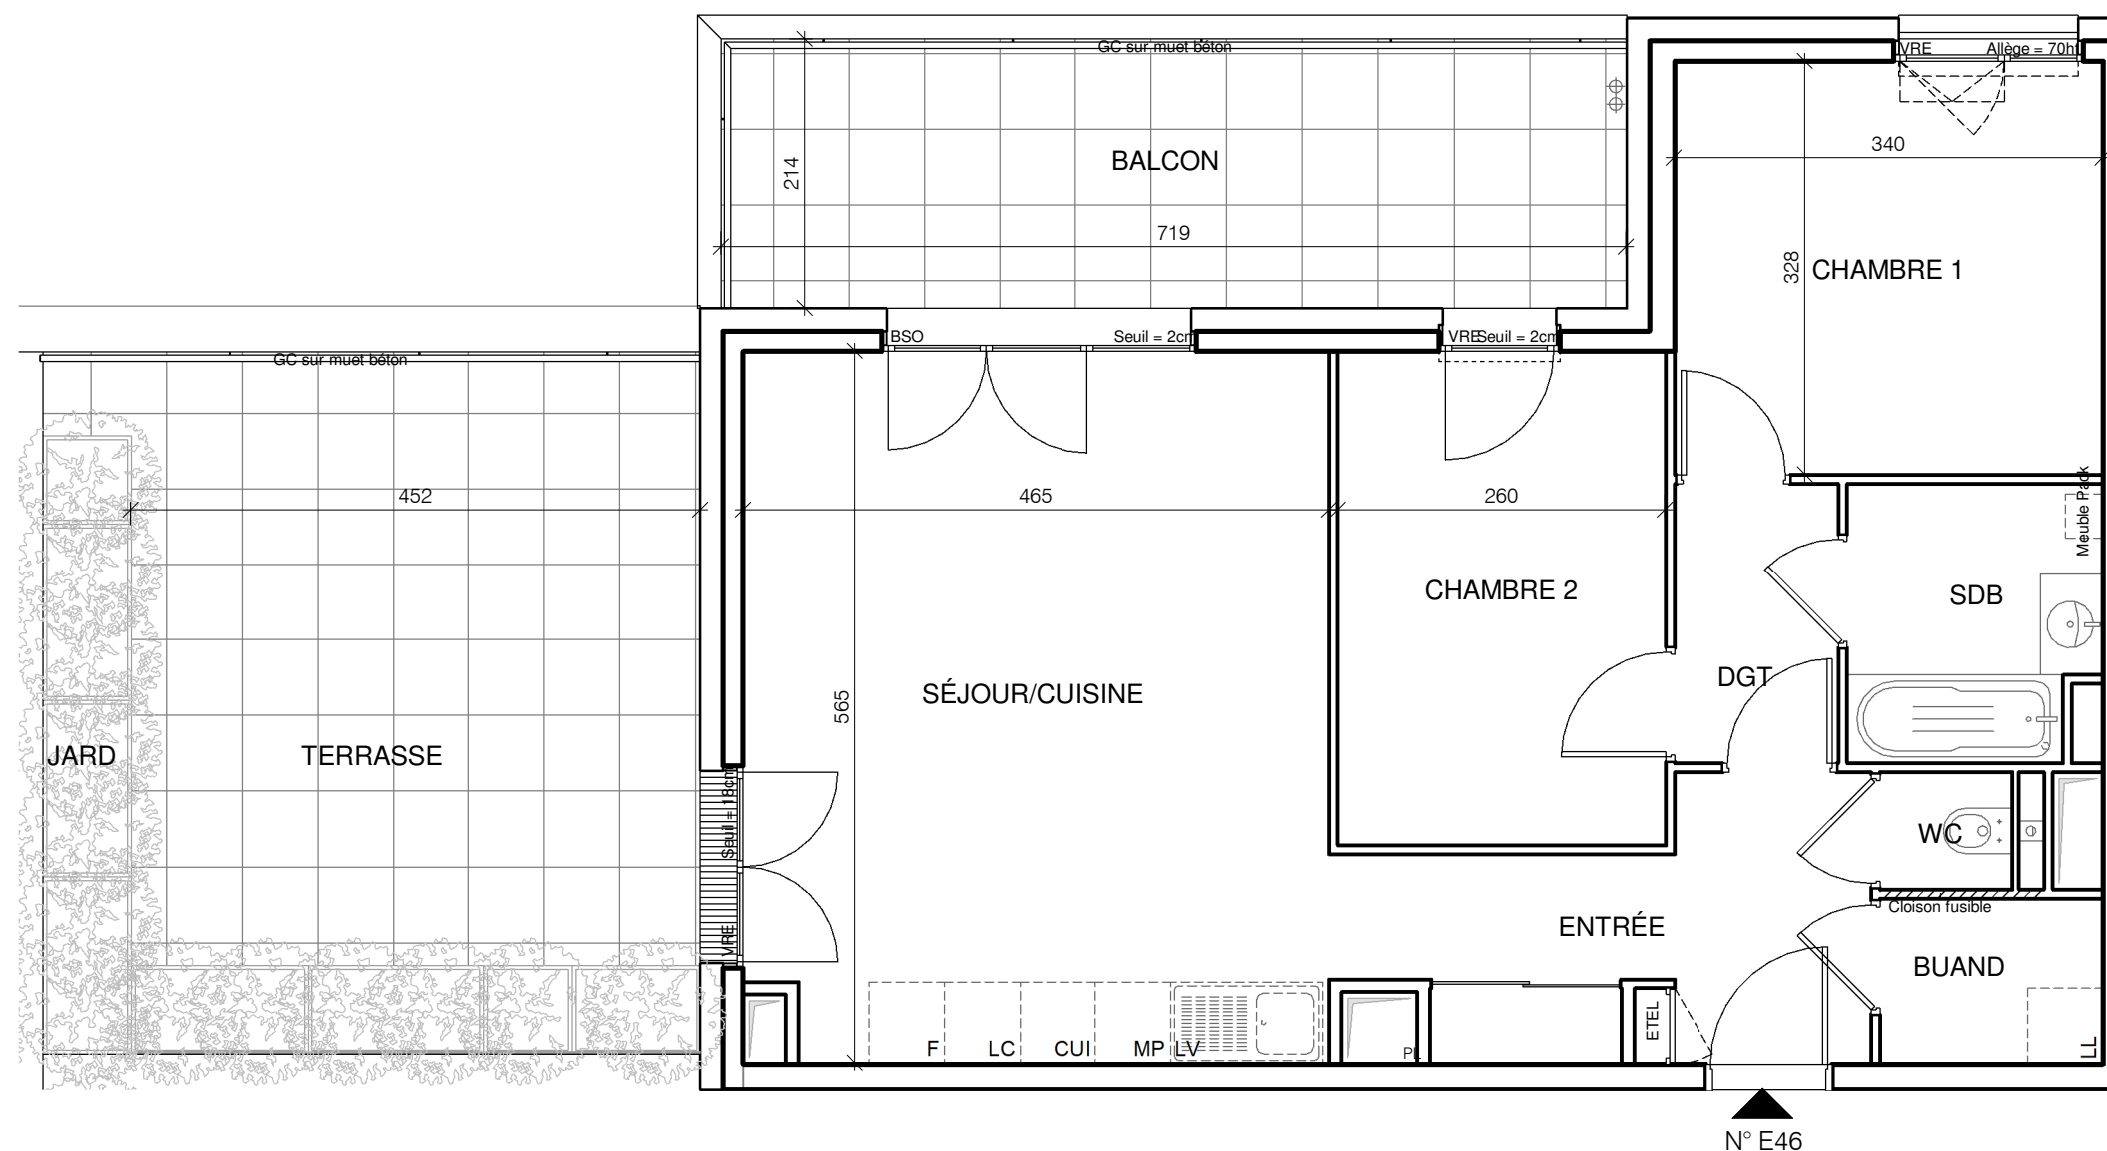 GC sur muet béton
VRE
Allège = 70ht
BALCON
214
719
340
328
CHAMBRE 1
BSO
Seuil = 2cm
VRE
Seuil = 2cm
GC sur muet béton
452
465
260
Meuble Pack
CHAMBRE 2
SDB
DGT
SÉJOUR/CUISINE
565
JARD
TERRASSE
Seuil = 18cm
VRE
WC
Cloison fusible
ENTRÉE
BUAND
ETEL
F
LC
CUI
MP
LV
PL
LL
N° E46